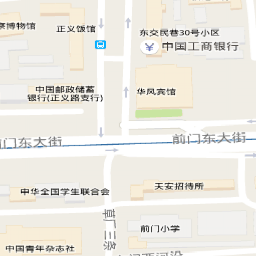 察博物馆
正义饭馆
东交民巷30号小区
中国工商银行
中国邮政储蓄
银行(正义路支行)
华风宾馆
前门东大街
前门东大街
中华全国学生联合会
天安招待所
前门小学
中国青年杂志社